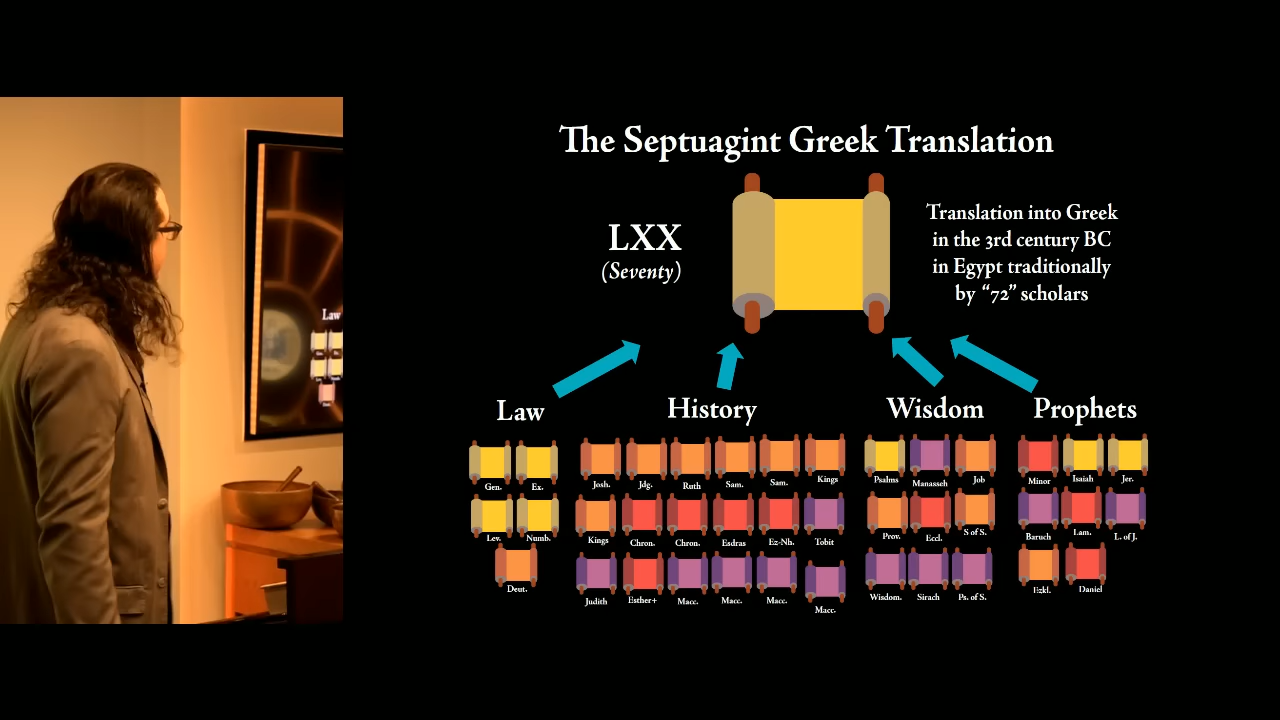 The Septuagint Greek Translation
LXX
(Seventy)
Translation into Greek
in the 3rd century BC
in Egypt traditionally
by “72” scholars
Law
History
Wisdom
Prophets
Law
Gen. Ex.
Lev. Numb.
Deut.
Josh. Jdg. Ruth Sam. Sam. Kings
Kings Chron. Chron. Esdras Ez-Nh. Tobit
Judith Esther+ Macc. Macc. Macc. Macc.
Psalms Manasseh Job
Prov. Eccl. S of S.
Wisdom. Sirach Ps. of S.
Minor Isaiah Jer.
Baruch Lam. L. of J.
Ezkl. Daniel